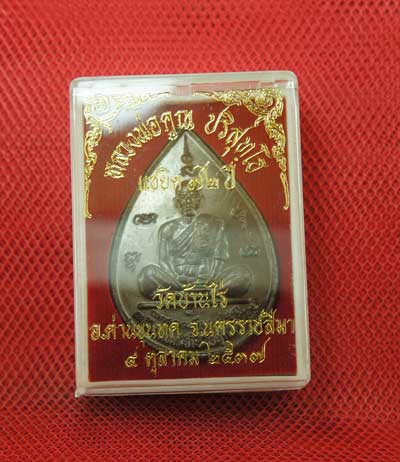 หลวงพ่อคูณ ปริสุทโธ
แซยิด ๗๒ ปี
วัดบ้านไร่
อ.ด่านขุนทด จ.นครราชสีมา
๔ ตุลาคม ๒๕๓๗